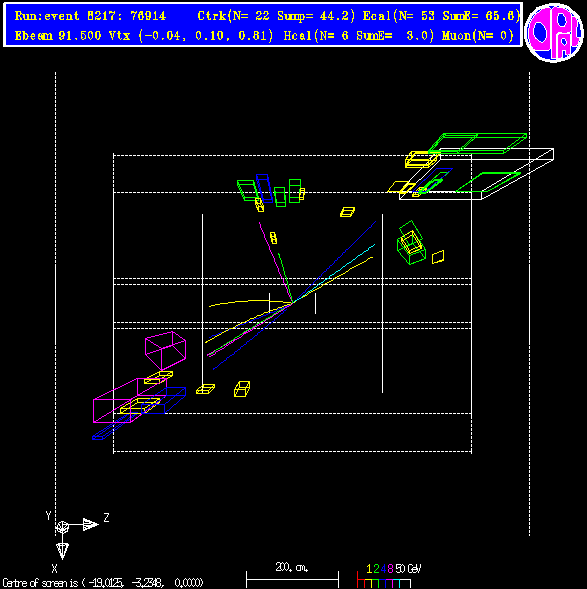 Run:event 8217: 76914 Ctrk(N= 22 Sump= 44.2) Ecal(N= 53 SumE= 65.6)
Ebeam 91.500 Vtx (-0.04, 0.10, 0.81) Hcal(N= 6 SumE= 3.0) Muon(N= 0)
OPAL
Y
Z
X
200. cm.
1 2 4 8 50 GeV
Centre of screen is ( -19.0125, -3.2348, 0.0000)